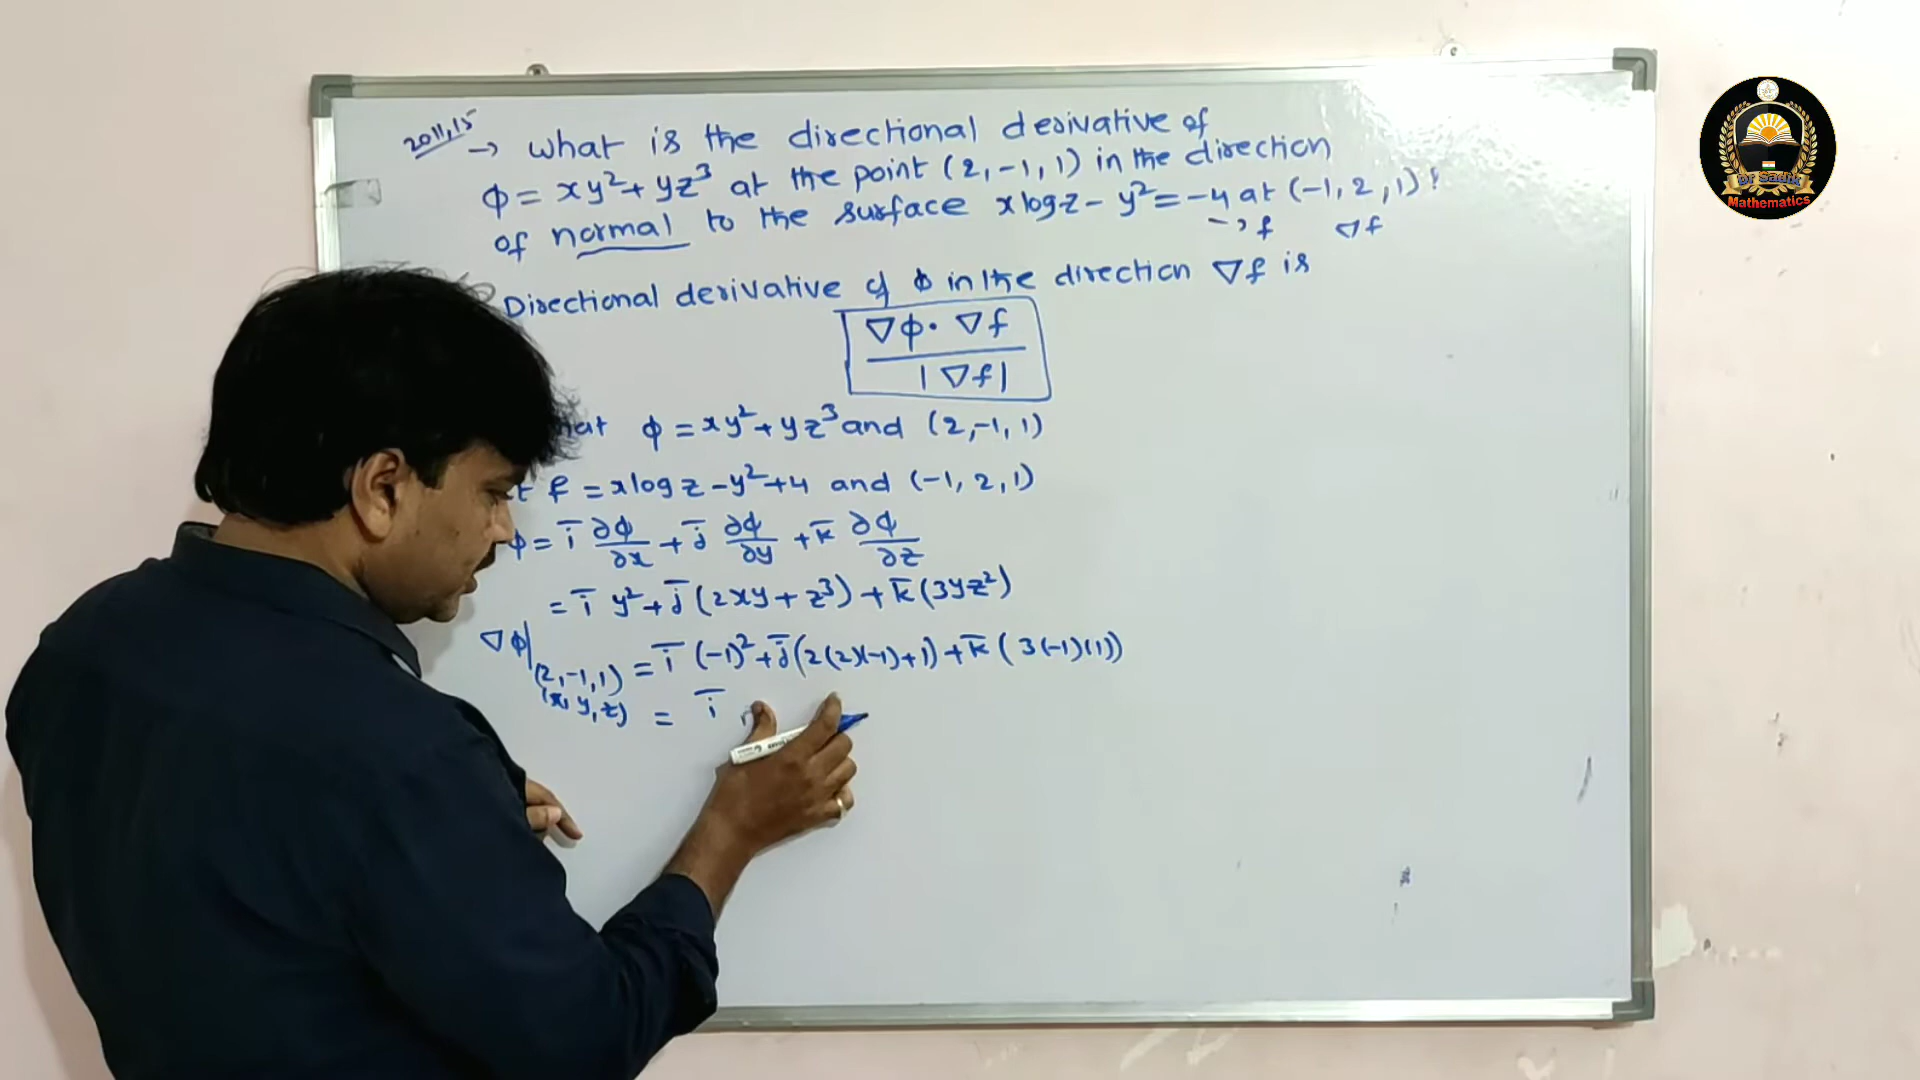 2011,15
→ What is the directional derivative of
ϕ = xy² + yz³ at the point (2, -1, 1) in the direction
of normal to the surface x log z - y² = -4 at (-1, 2, 1)?
→ f ∇f
Directional derivative of ϕ in the direction ∇f is
∇ϕ · ∇f
|∇f|
ϕ = xy² + yz³ and (2, -1, 1)
f = x log z - y² + 4 and (-1, 2, 1)
ϕ = i̅ ∂ϕ/∂x + j̅ ∂ϕ/∂y + k̅ ∂ϕ/∂z
= i̅ y² + j̅ (2xy + z³) + k̅ (3yz²)
∇ϕ|(2, -1, 1) = i̅ (-1)² + j̅ (2(2)(-1) + 1) + k̅ (3(-1)(1))
(x, y, z)
= i̅
Dr Sadik
Mathematics